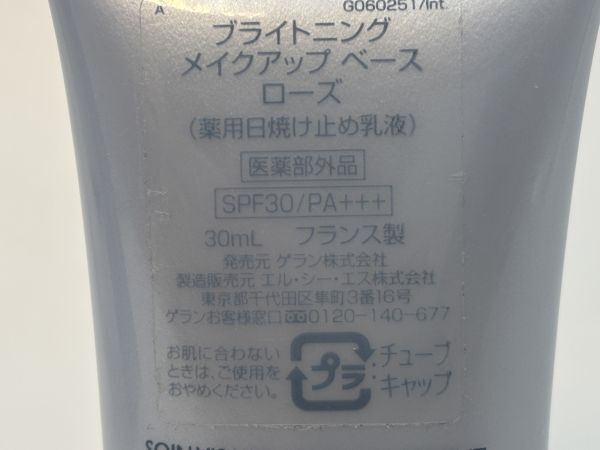 A
G060251/Int.
ブライトニング
メイクアップ ベース
ローズ
(薬用日焼け止め乳液)
医薬部外品
SPF30/PA+++
30mL フランス製
発売元 ゲラン株式会社
製造販売元 エル・シー・エス株式会社
東京都千代田区隼町3番16号
ゲランお客様窓口 0120-140-677
お肌に合わない
ときは、ご使用を
おやめください。
プラ
:チューブ
キャップ